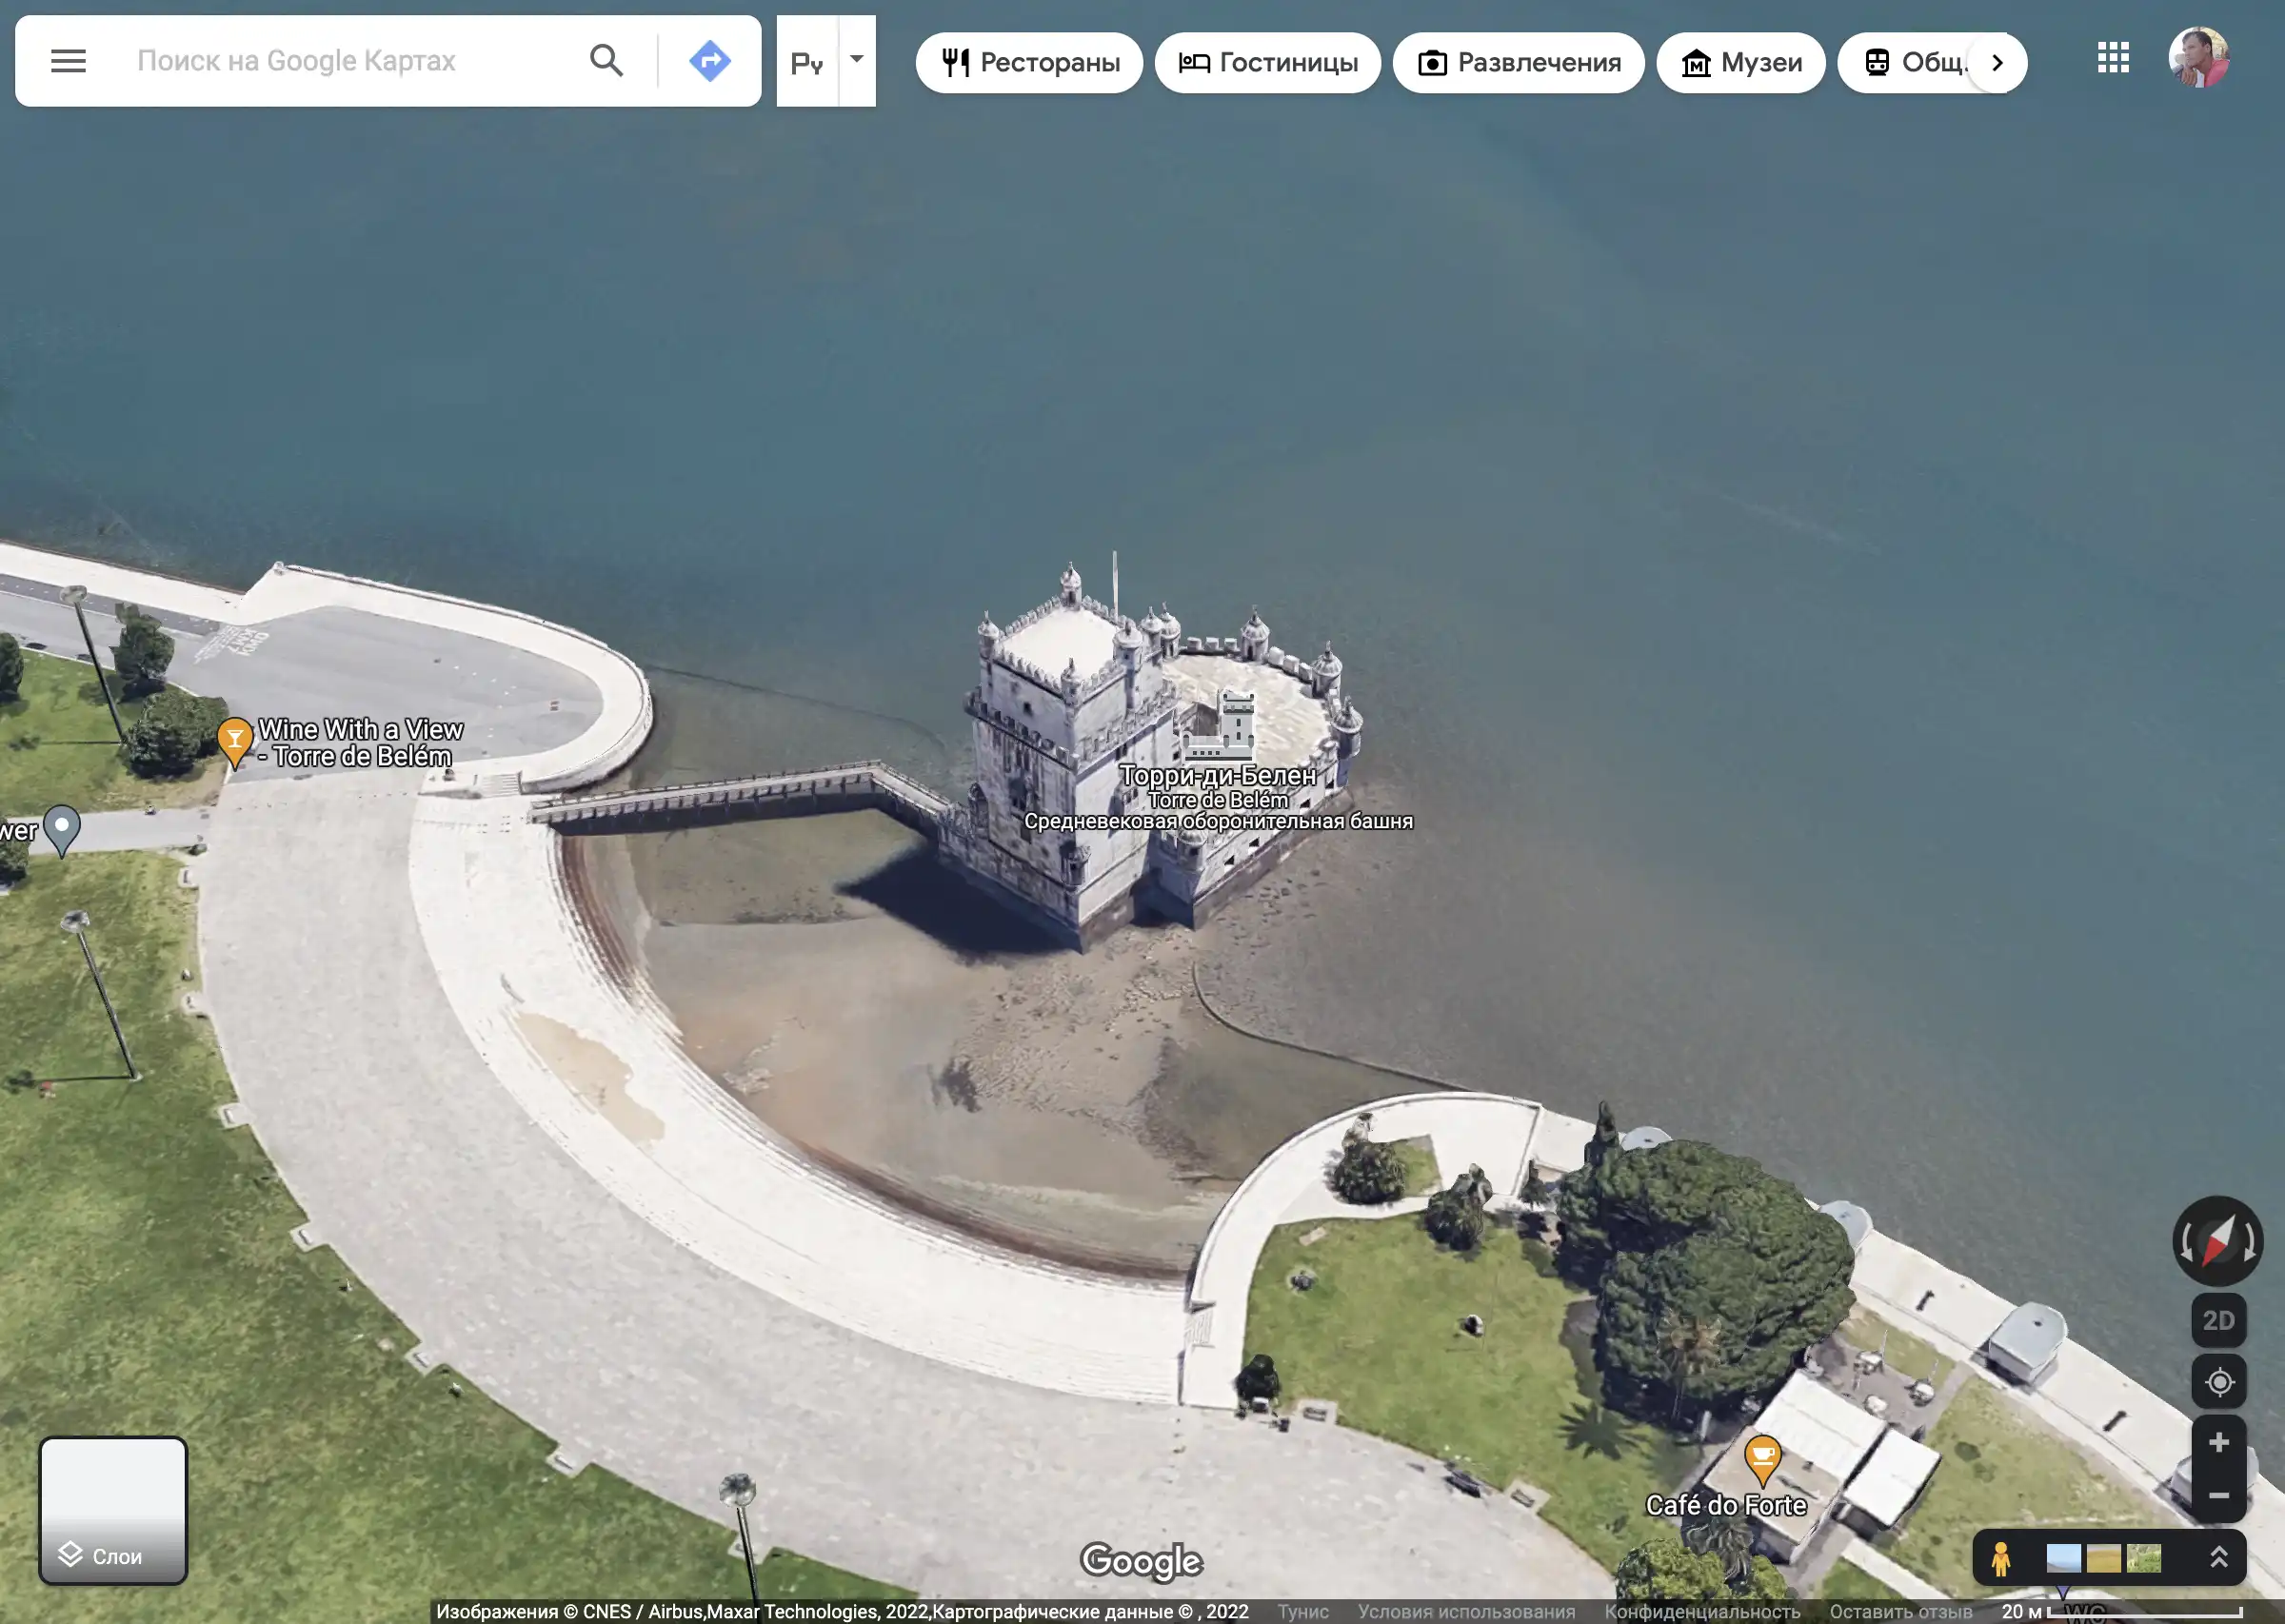 Поиск на Google Картах
Ру
Рестораны
Гостиницы
Развлечения
Музеи
Общ.
Wine With a View
- Torre de Belém
wer
Торри-ди-Белен
Torre de Belém
Средневековая оборонительная башня
2D
Café do Forte
Слои
Google
Изображения © CNES / Airbus,Maxar Technologies, 2022,Картографические данные © , 2022 Тунис Условия использования Конфиденциальность Оставить отзыв 20 м
WC